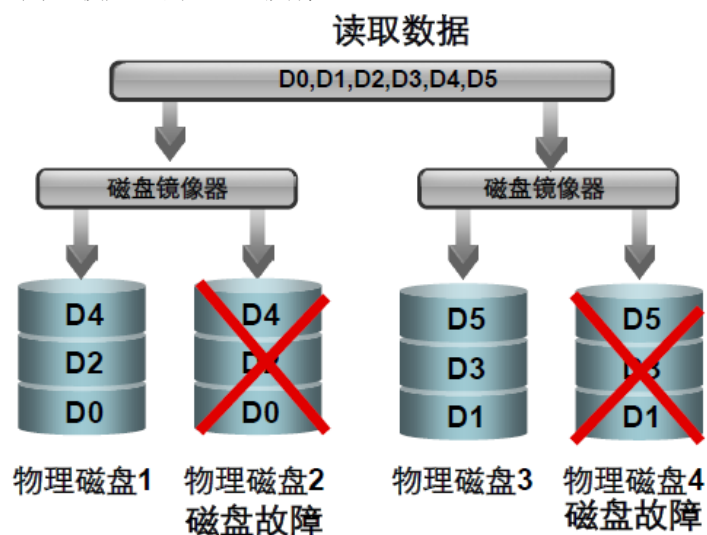 读取数据
D0,D1,D2,D3,D4,D5
磁盘镜像器
磁盘镜像器
D4
D2
D0
D4
D0
D5
D3
D1
D5
D3
D1
物理磁盘1
物理磁盘2
磁盘故障
物理磁盘3
物理磁盘4
磁盘故障